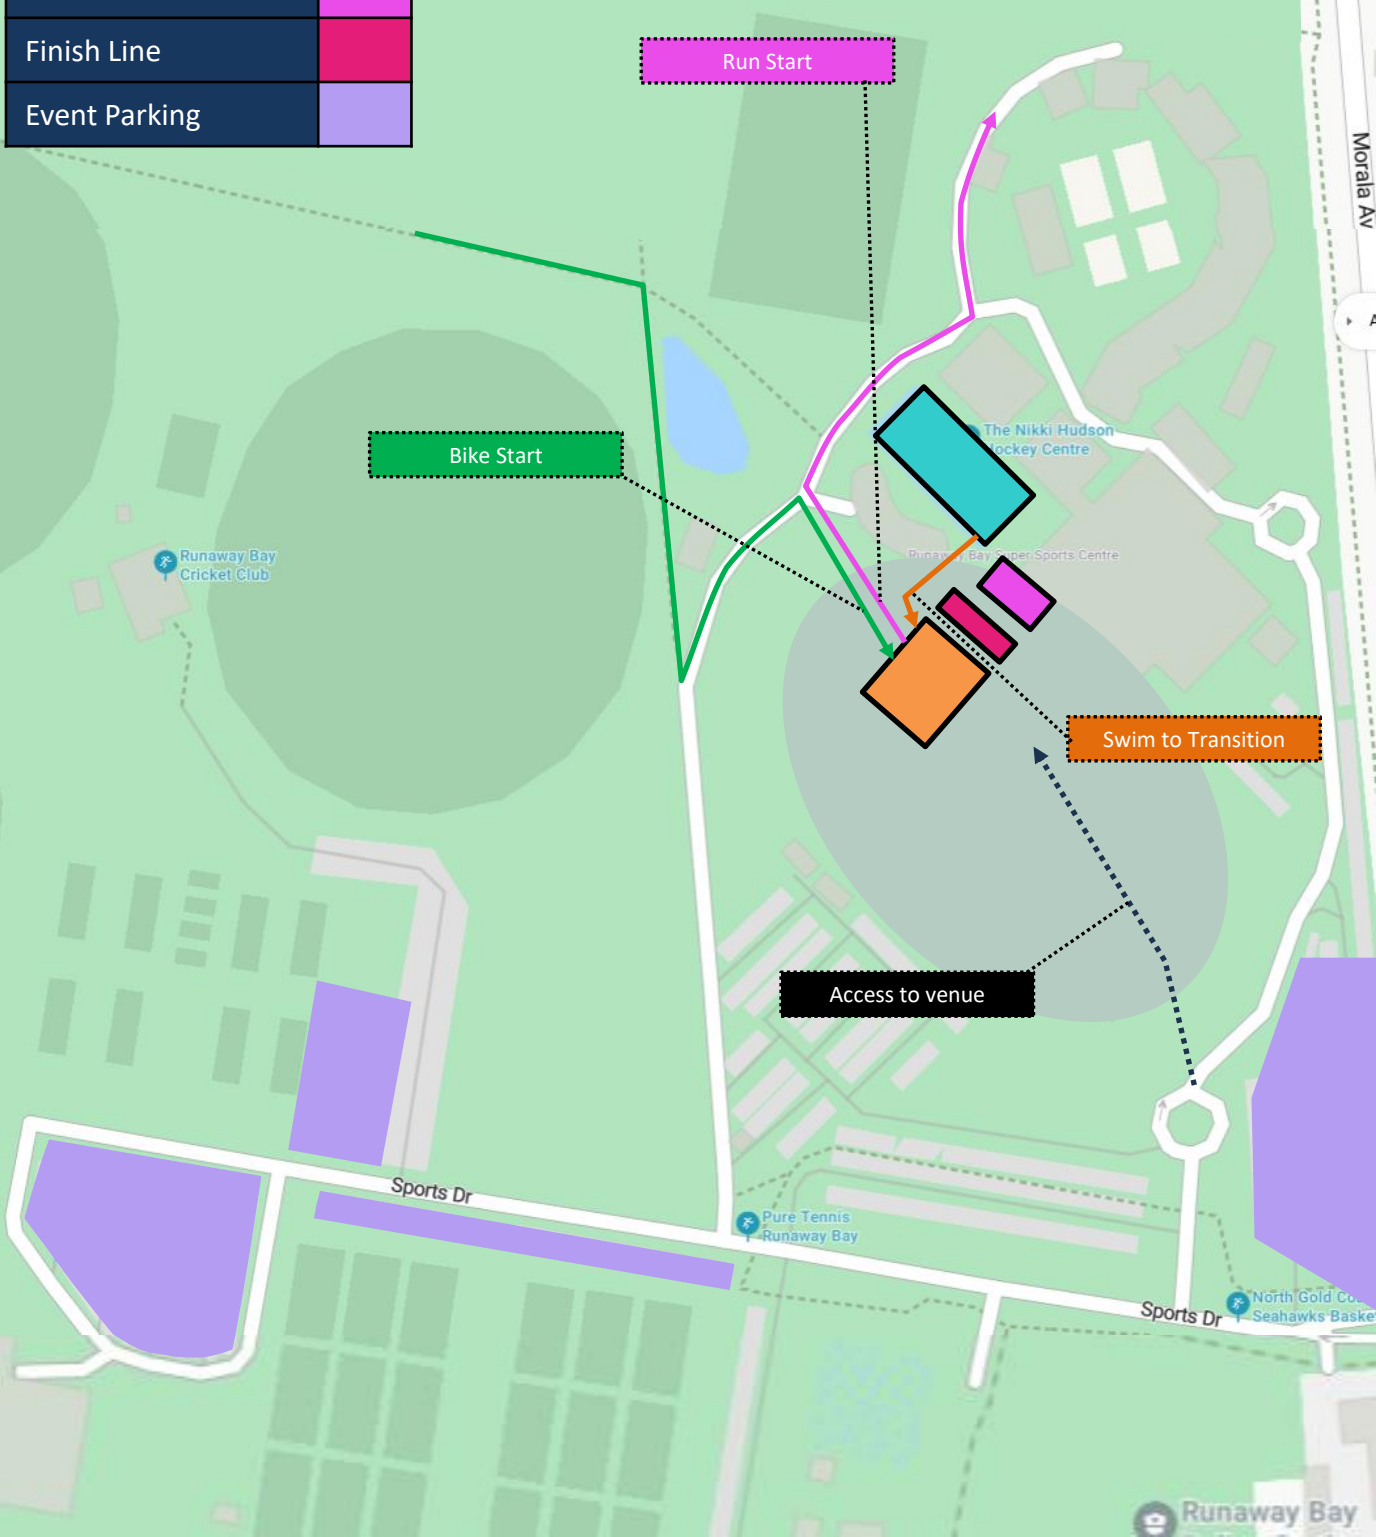 Finish Line
Event Parking
Run Start
Morala Av
The Nikki Hudson
Hockey Centre
Bike Start
Runaway Bay
Cricket Club
Runaway Bay Super Sports Centre
Swim to Transition
Access to venue
Sports Dr
Pure Tennis
Runaway Bay
Sports Dr
North Gold Co
Seahawks Baske
Runaway Bay